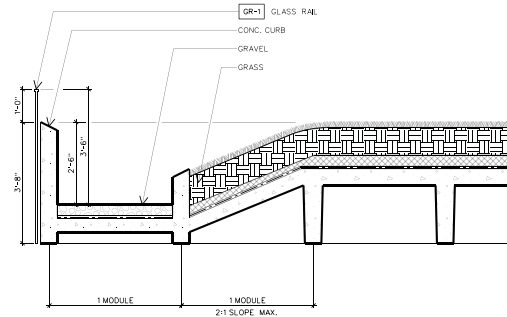 GR-1 GLASS RAIL
CONC. CURB
GRAVEL
GRASS
1'-0"
3'-6"
2'-6"
3'-8"
1 MODULE
1 MODULE
2:1 SLOPE MAX.